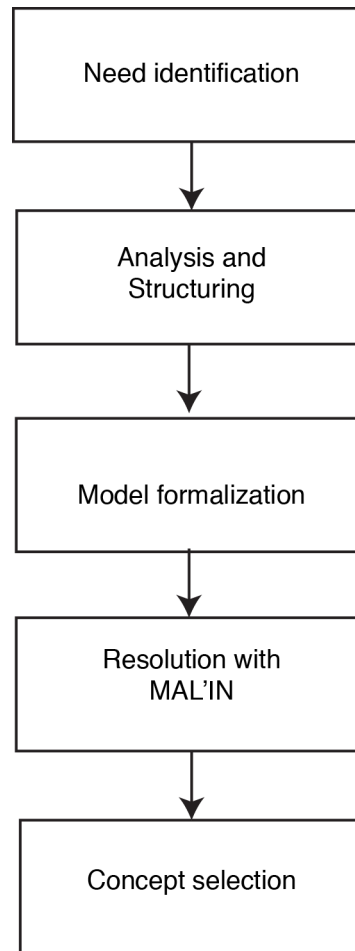 Need identification
Analysis and
Structuring
Model formalization
Resolution with
MAL’IN
Concept selection